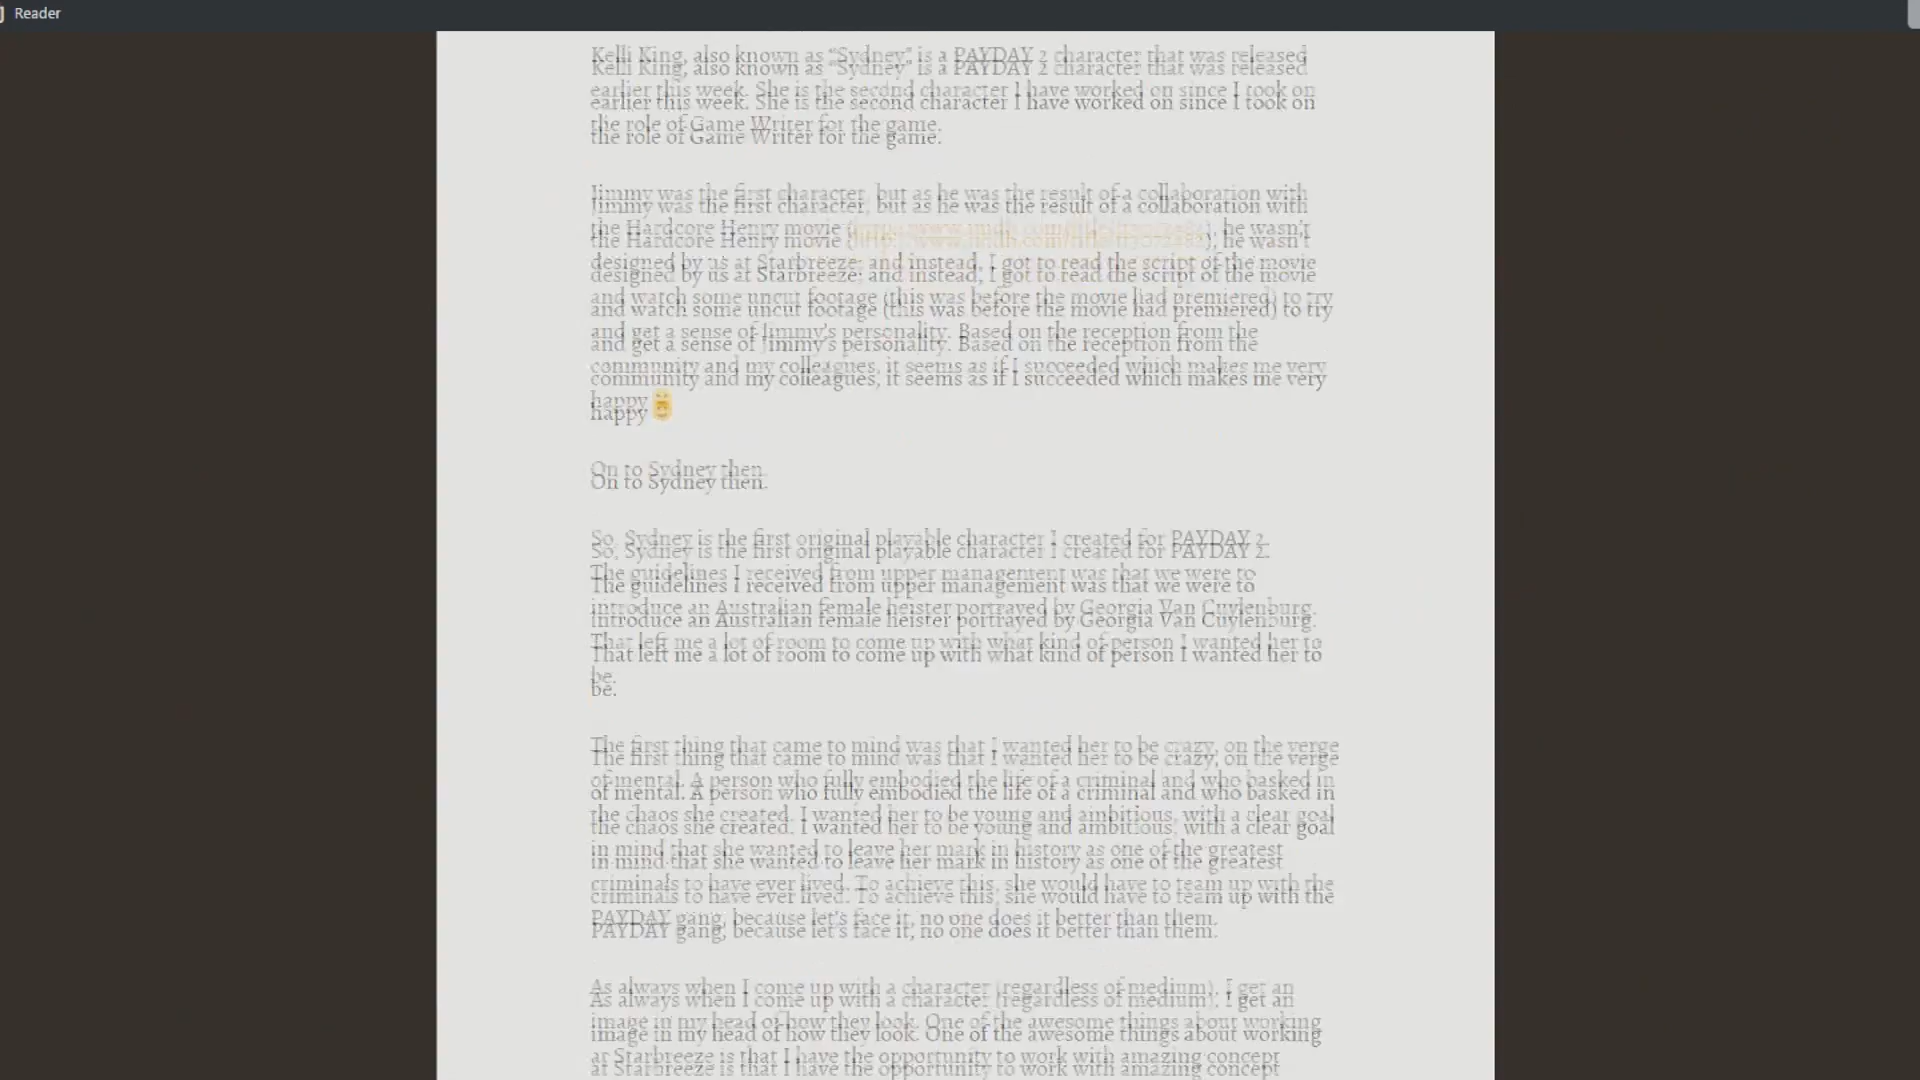 Reader
Kelli King, also known as “Sydney” is a PAYDAY 2 character that was released
earlier this week. She is the second character I have worked on since I took on
the role of Game Writer for the game.
Jimmy was the first character, but as he was the result of a collaboration with
the Hardcore Henry movie ( ), he wasn't
designed by us at Starbreeze; and instead, I got to read the script of the movie
and watch some uncut footage (this was before the movie had premiered) to try
and get a sense of Jimmy's personality. Based on the reception from the
community and my colleagues, it seems as if I succeeded which makes me very
happy
On to Sydney then.
So, Sydney is the first original playable character I created for PAYDAY 2.
The guidelines I received from upper management was that we were to
introduce an Australian female heister portrayed by Georgia Van Cuylenburg.
That left me a lot of room to come up with what kind of person I wanted her to
be.
The first thing that came to mind was that I wanted her to be crazy, on the verge
of mental. A person who fully embodied the life of a criminal and who basked in
the chaos she created. I wanted her to be young and ambitious, with a clear goal
in mind that she wanted to leave her mark in history as one of the greatest
criminals to have ever lived. To achieve this, she would have to team up with the
PAYDAY gang, because let's face it, no one does it better than them.
As always when I come up with a character (regardless of medium), I get an
image in my head of how they look. One of the awesome things about working
at Starbreeze is that I have the opportunity to work with amazing concept